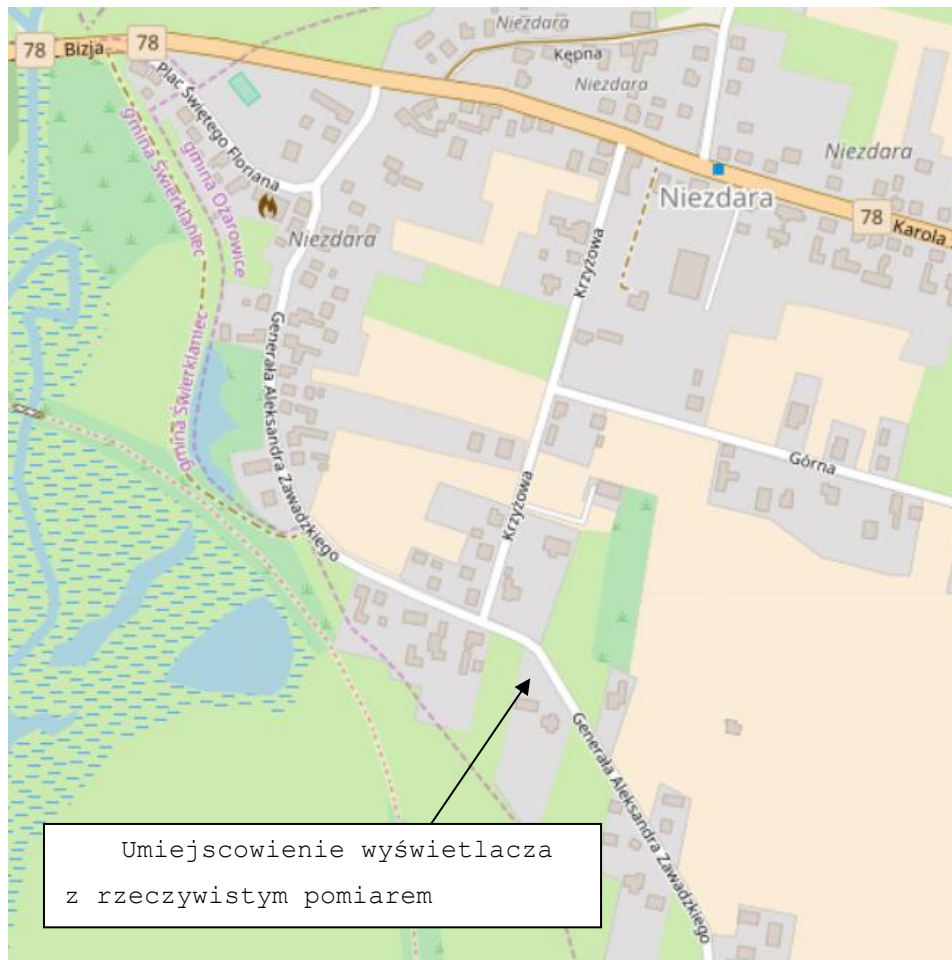 Niezdara
78
Bizja
78
Kępna
Plac Świętego Floriana
Niezdara
gmina Świerklaniec
gmina Ożarowice
Niezdara
Niezdara
78
Karola
Niezdara
Krzyżowa
Generała Aleksandra Zawadzkiego
gmina Świerklaniec
Górna
Krzyżowa
Generała Aleksandra Zawadzkiego
Umiejscowienie wyświetlacza
z rzeczywistym pomiarem